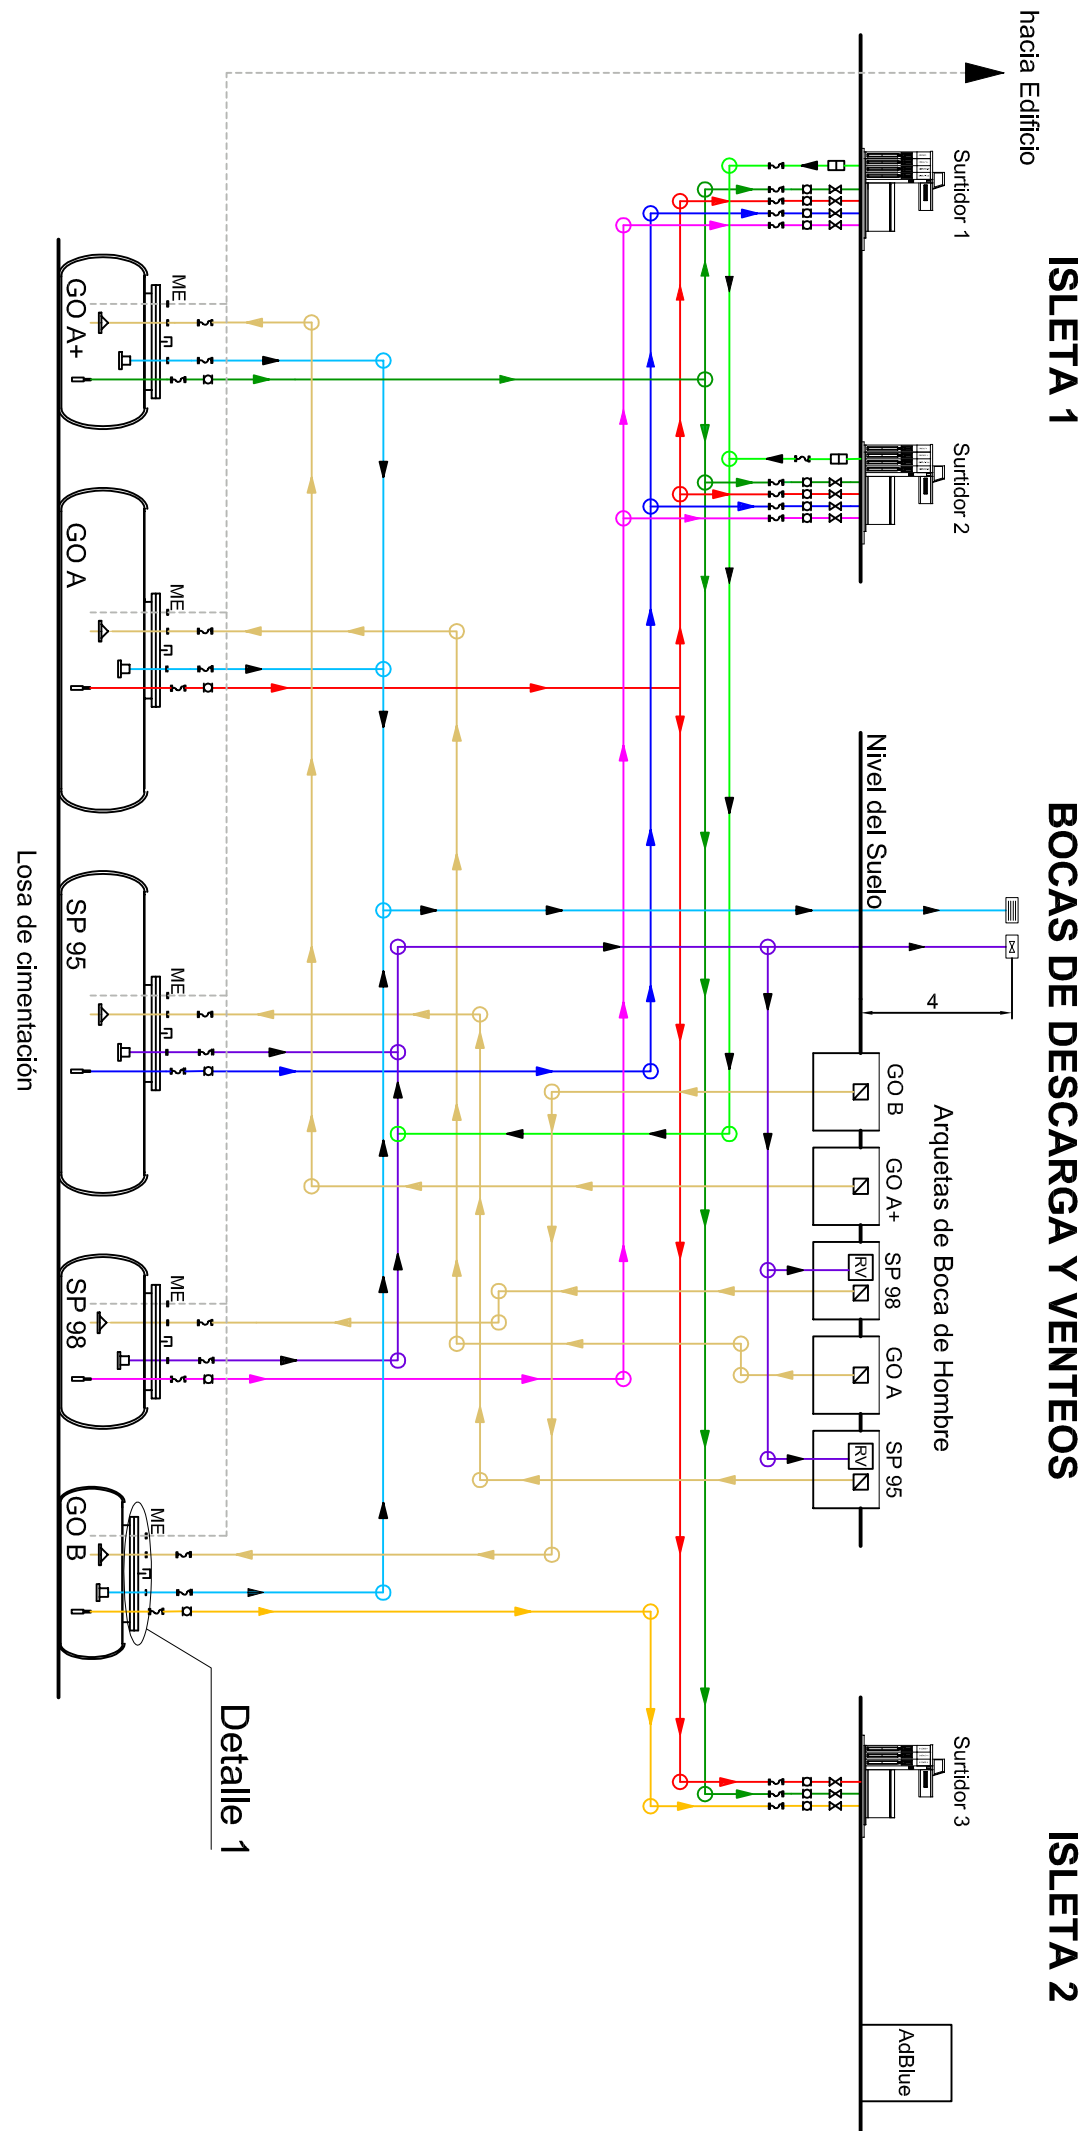 ISLETA 1
BOCAS DE DESCARGA Y VENTEOS
ISLETA 2
hacia Edificio
Surtidor 1
Surtidor 2
Nivel del Suelo
4
Arquetas de Boca de Hombre
GO B
GO A+
SP 98
RV
GO A
SP 95
RV
Surtidor 3
AdBlue
ME
ME
ME
ME
ME
GO A+
GO A
SP 95
SP 98
GO B
Detalle 1
Losa de cimentación